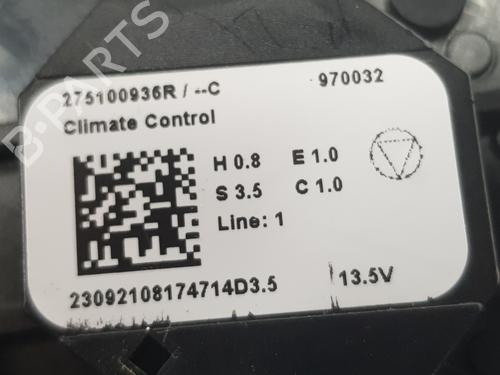 B-PARTS
275100936R / --C 970032
Climate Control
H 0.8 E 1.0
S 3.5 C 1.0
Line: 1
23092108174714D3.5 13.5V